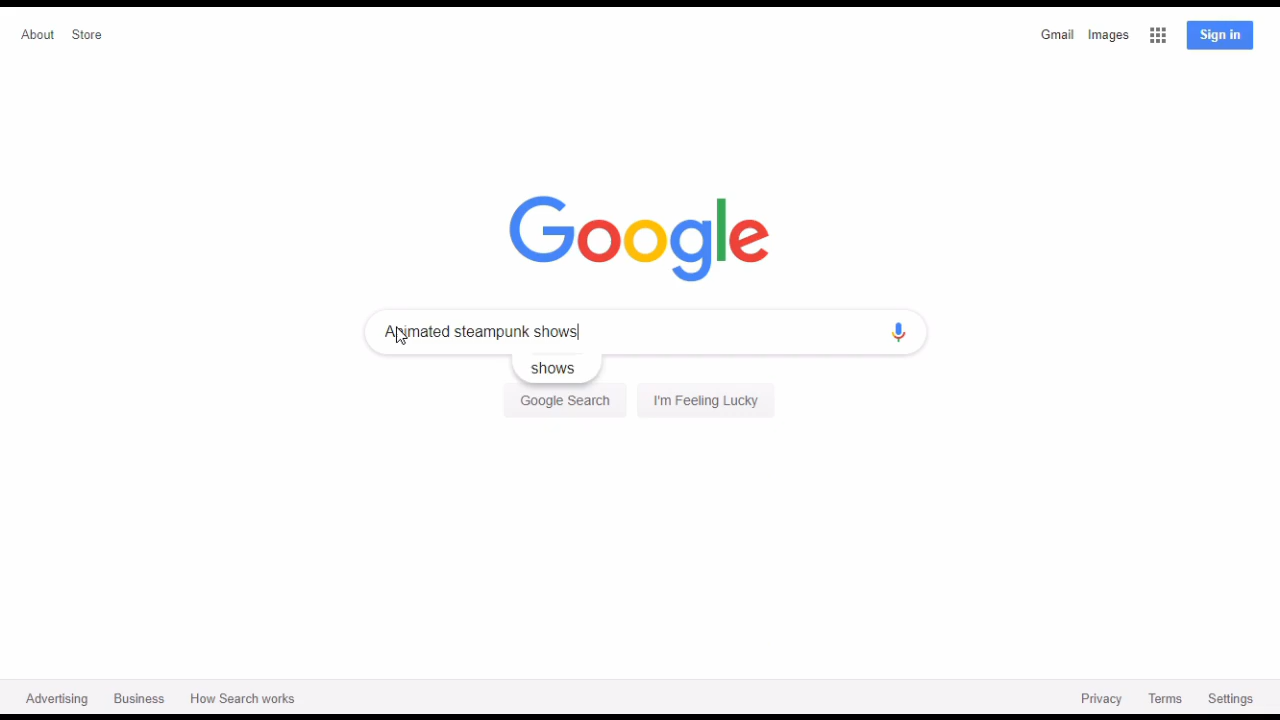 About Store
Gmail Images Sign in
Google
Animated steampunk shows
shows
Google Search I'm Feeling Lucky
Advertising Business How Search works
Privacy Terms Settings